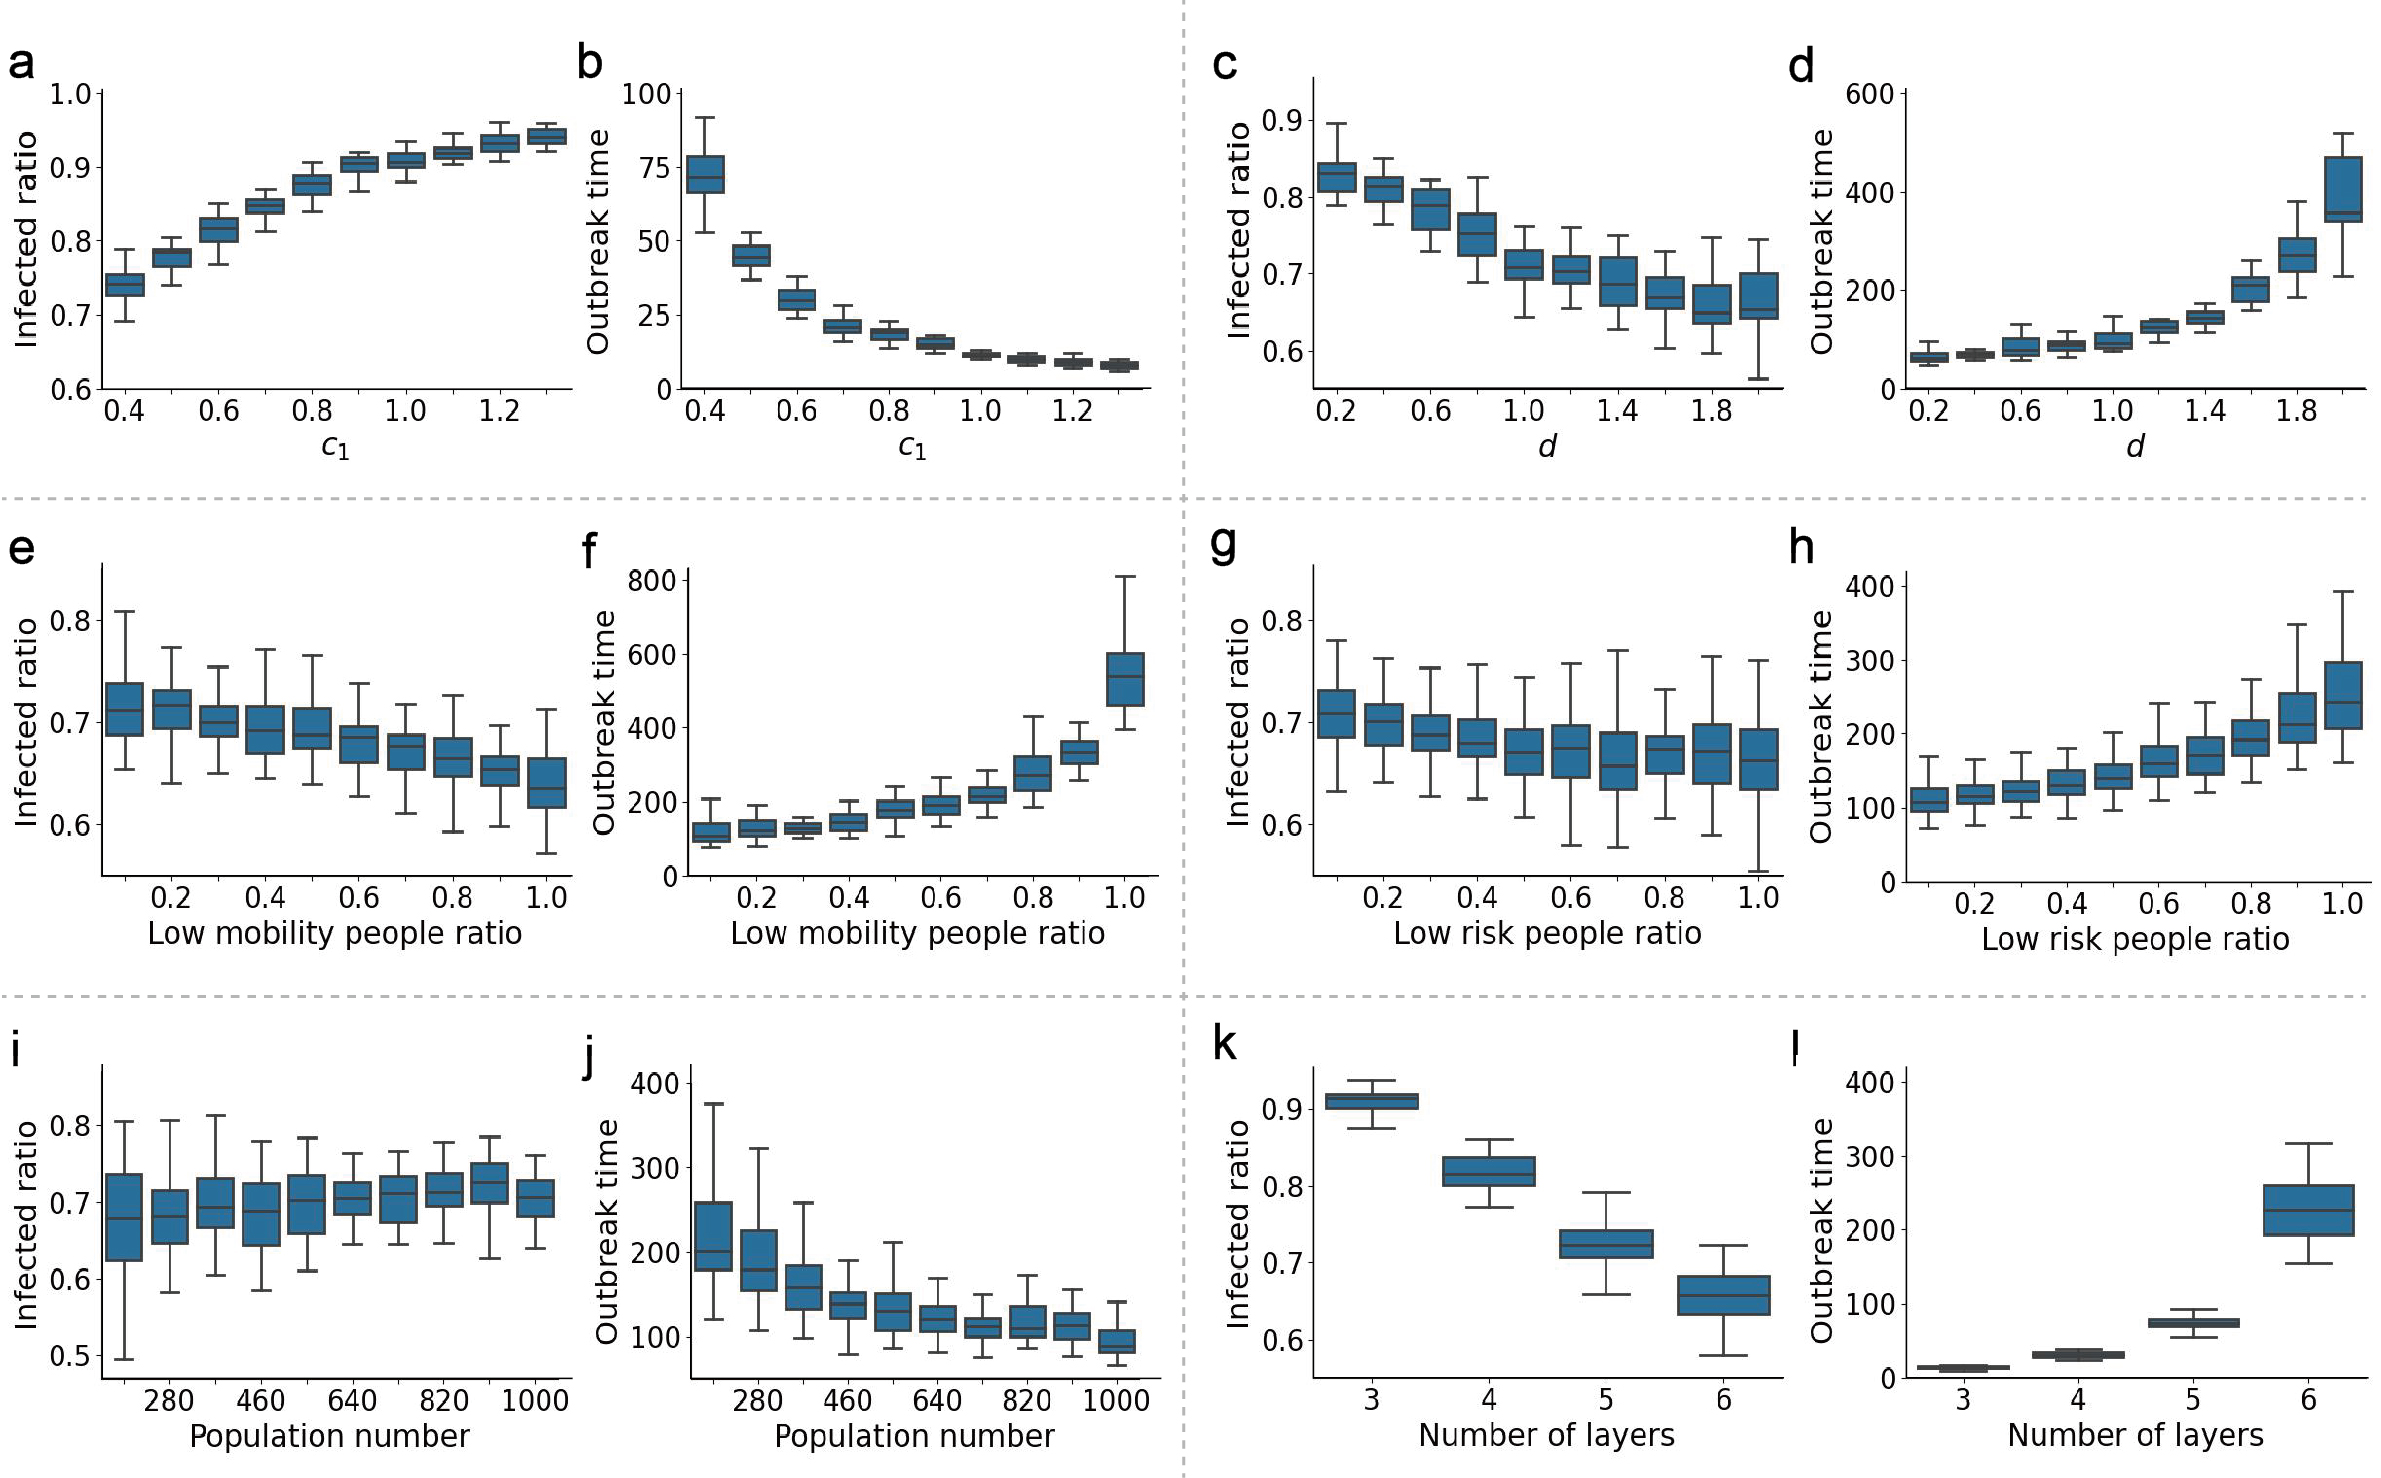 a
1.0
0.9
0.8
0.7
0.6
Infected ratio
0.4 0.6 0.8 1.0 1.2
c1
b
100
75
50
25
0
Outbreak time
0.4 0.6 0.8 1.0 1.2
c1
c
0.9
0.8
0.7
0.6
Infected ratio
0.2 0.6 1.0 1.4 1.8
d
d
600
400
200
0
Outbreak time
0.2 0.6 1.0 1.4 1.8
d
e
0.8
0.7
0.6
Infected ratio
0.2 0.4 0.6 0.8 1.0
Low mobility people ratio
f
800
600
400
200
0
Outbreak time
0.2 0.4 0.6 0.8 1.0
Low mobility people ratio
g
0.8
0.7
0.6
Infected ratio
0.2 0.4 0.6 0.8 1.0
Low risk people ratio
h
400
300
200
100
0
Outbreak time
0.2 0.4 0.6 0.8 1.0
Low risk people ratio
i
0.8
0.7
0.6
0.5
Infected ratio
280 460 640 820 1000
Population number
j
400
300
200
100
Outbreak time
280 460 640 820 1000
Population number
k
0.9
0.8
0.7
0.6
Infected ratio
3 4 5 6
Number of layers
l
400
300
200
100
0
Outbreak time
3 4 5 6
Number of layers